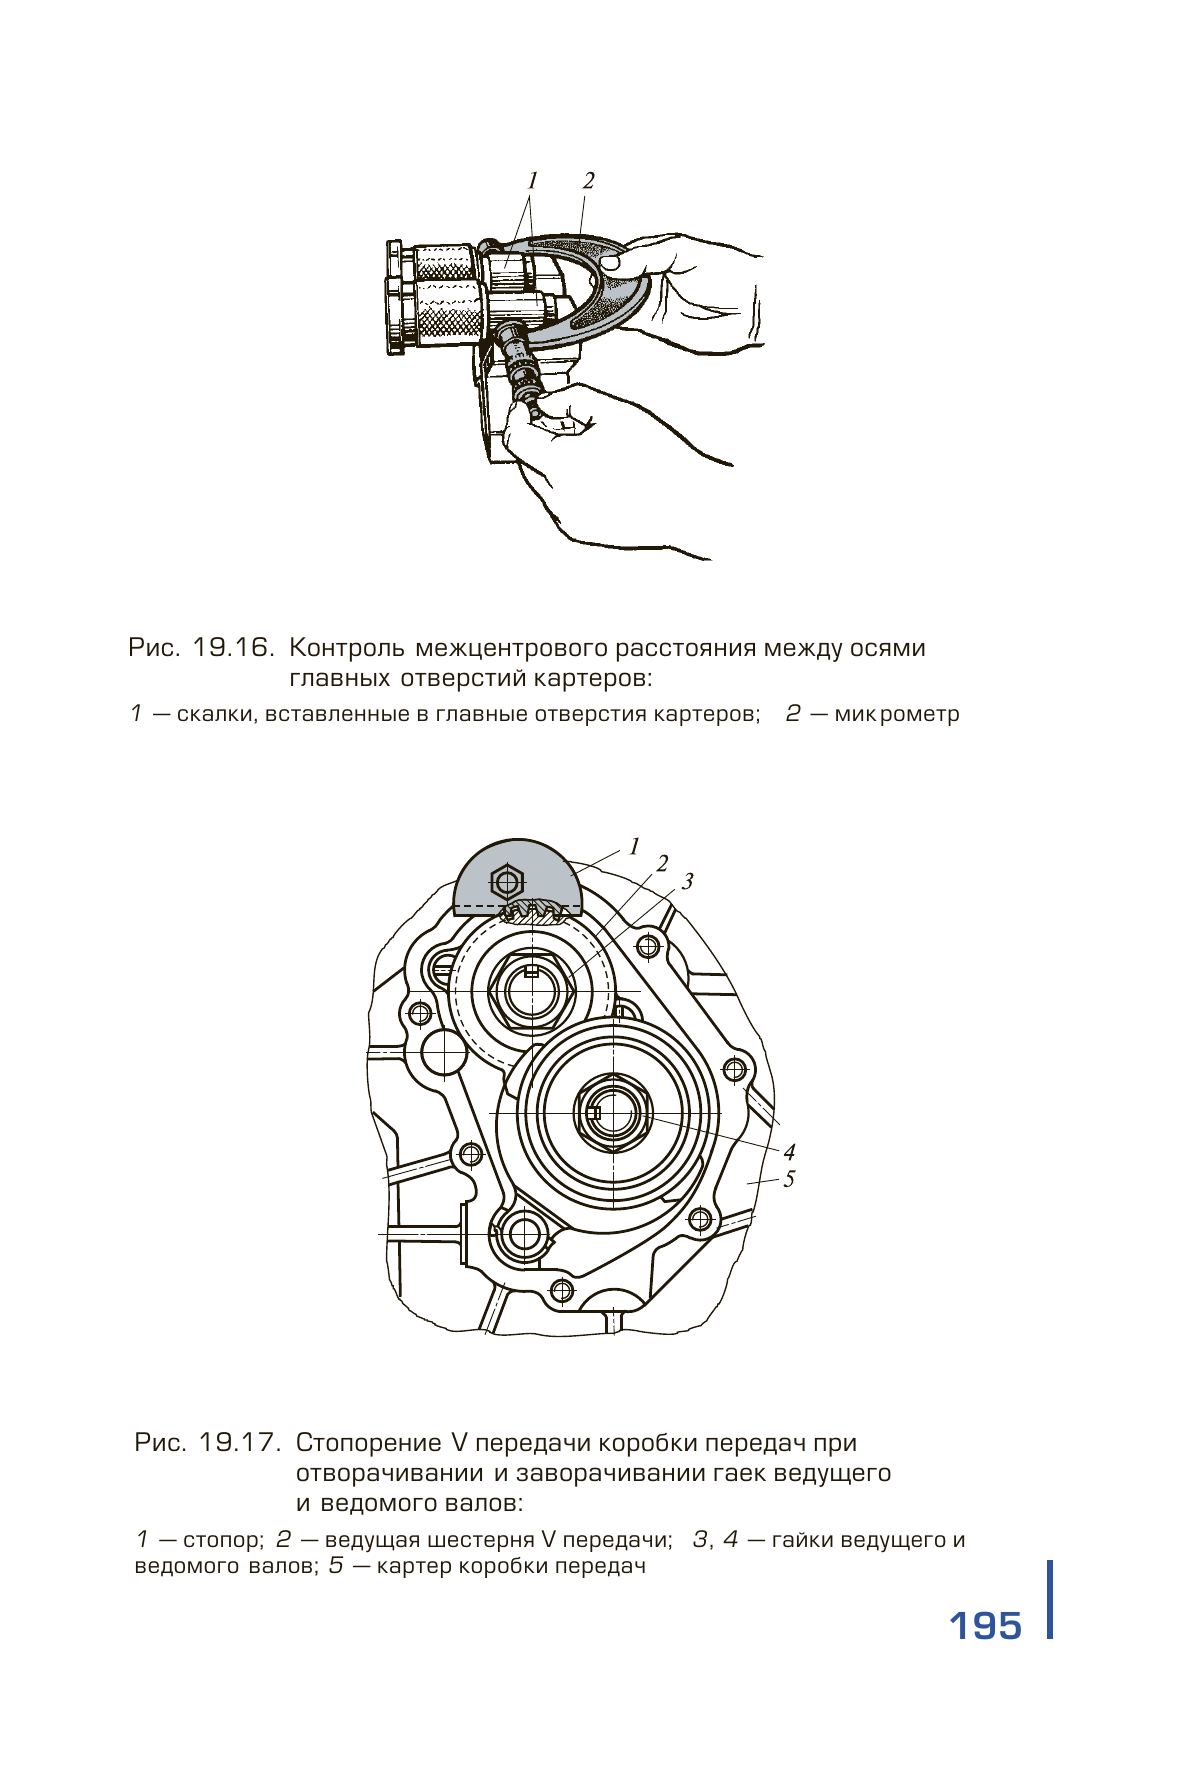 1 2
Рис. 19.16. Контроль межцентрового расстояния между осями
главных отверстий картеров:
1 — скалки, вставленные в главные отверстия картеров; 2 — микрометр
1
2
3
4
5
Рис. 19.17. Стопорение V передачи коробки передач при
отворачивании и заворачивании гаек ведущего
и ведомого валов:
1 — стопор; 2 — ведущая шестерня V передачи; 3, 4 — гайки ведущего и
ведомого валов; 5 — картер коробки передач
195